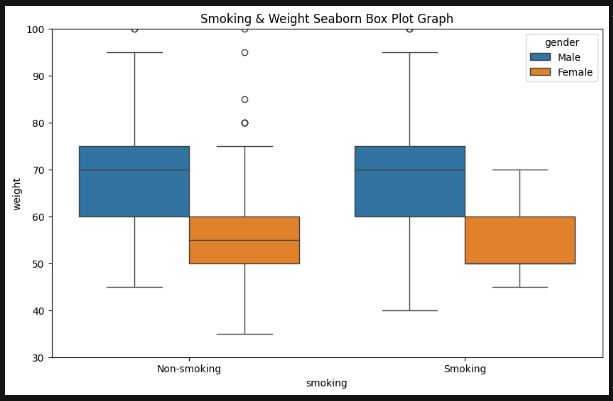 Smoking & Weight Seaborn Box Plot Graph
100
90
80
70
60
50
40
30
weight
gender
Male
Female
Non-smoking
Smoking
smoking